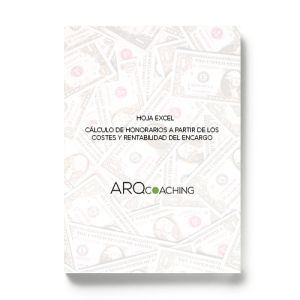 HOJA EXCEL
CÁLCULO DE HONORARIOS A PARTIR DE LOS
COSTES Y RENTABILIDAD DEL ENCARGO
ARQCOACHING